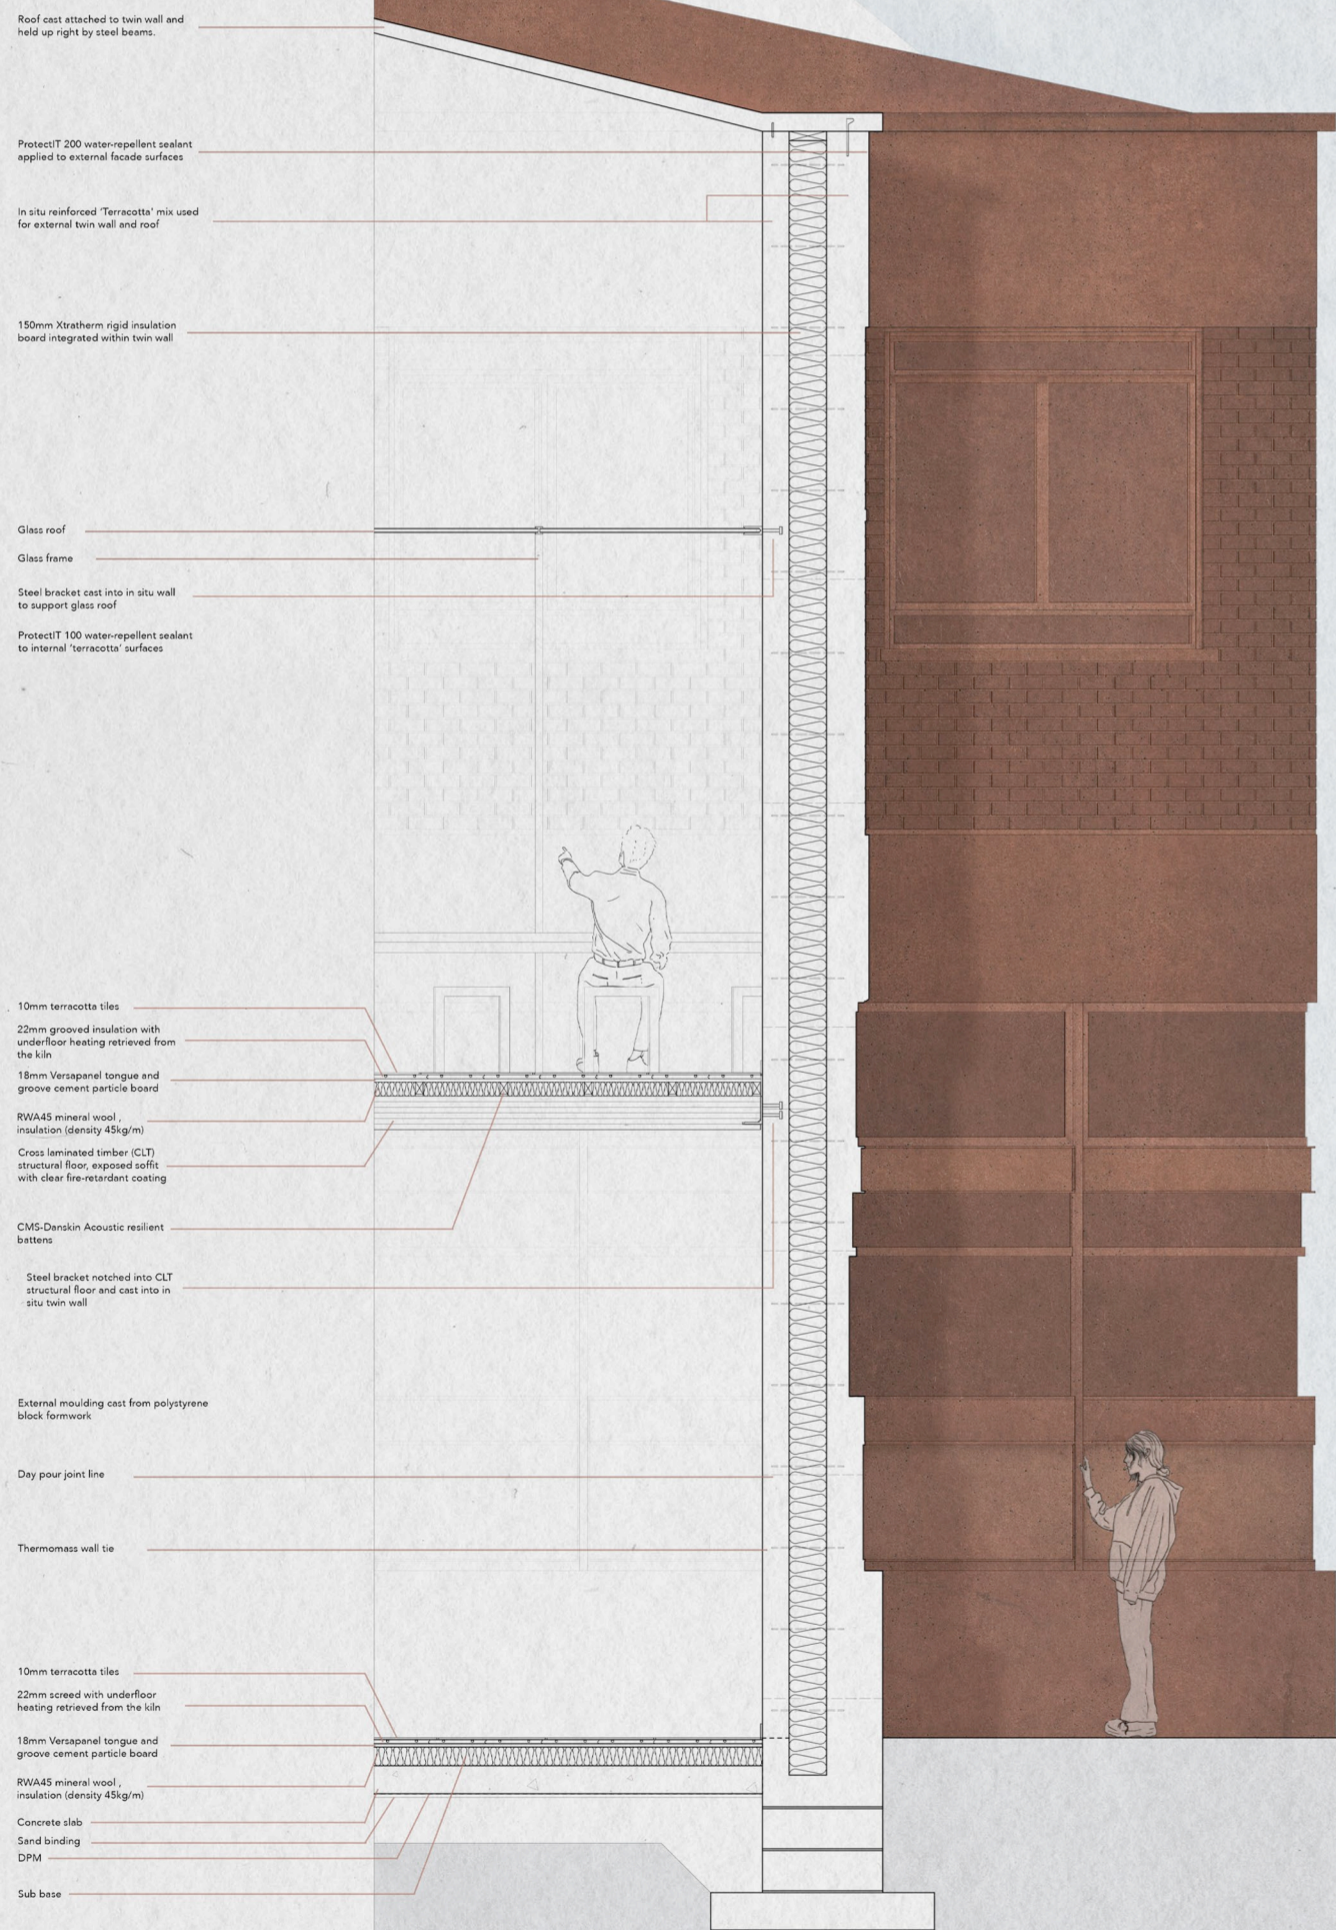 Roof cast attached to twin wall and
held up right by steel beams.
ProtectIT 200 water-repellent sealant
applied to external facade surfaces
In situ reinforced 'Terracotta' mix used
for external twin wall and roof
150mm Xtratherm rigid insulation
board integrated within twin wall
Glass roof
Glass frame
Steel bracket cast into in situ wall
to support glass roof
ProtectIT 100 water-repellent sealant
to internal 'terracotta' surfaces
10mm terracotta tiles
22mm grooved insulation with
underfloor heating retrieved from
the kiln
18mm Versapanel tongue and
groove cement particle board
RWA45 mineral wool ,
insulation (density 45kg/m)
Cross laminated timber (CLT)
structural floor, exposed soffit
with clear fire-retardant coating
CMS-Danskin Acoustic resilient
battens
Steel bracket notched into CLT
structural floor and cast into in
situ twin wall
External moulding cast from polystyrene
block formwork
Day pour joint line
Thermomass wall tie
10mm terracotta tiles
22mm screed with underfloor
heating retrieved from the kiln
18mm Versapanel tongue and
groove cement particle board
RWA45 mineral wool ,
insulation (density 45kg/m)
Concrete slab
Sand binding
DPM
Sub base